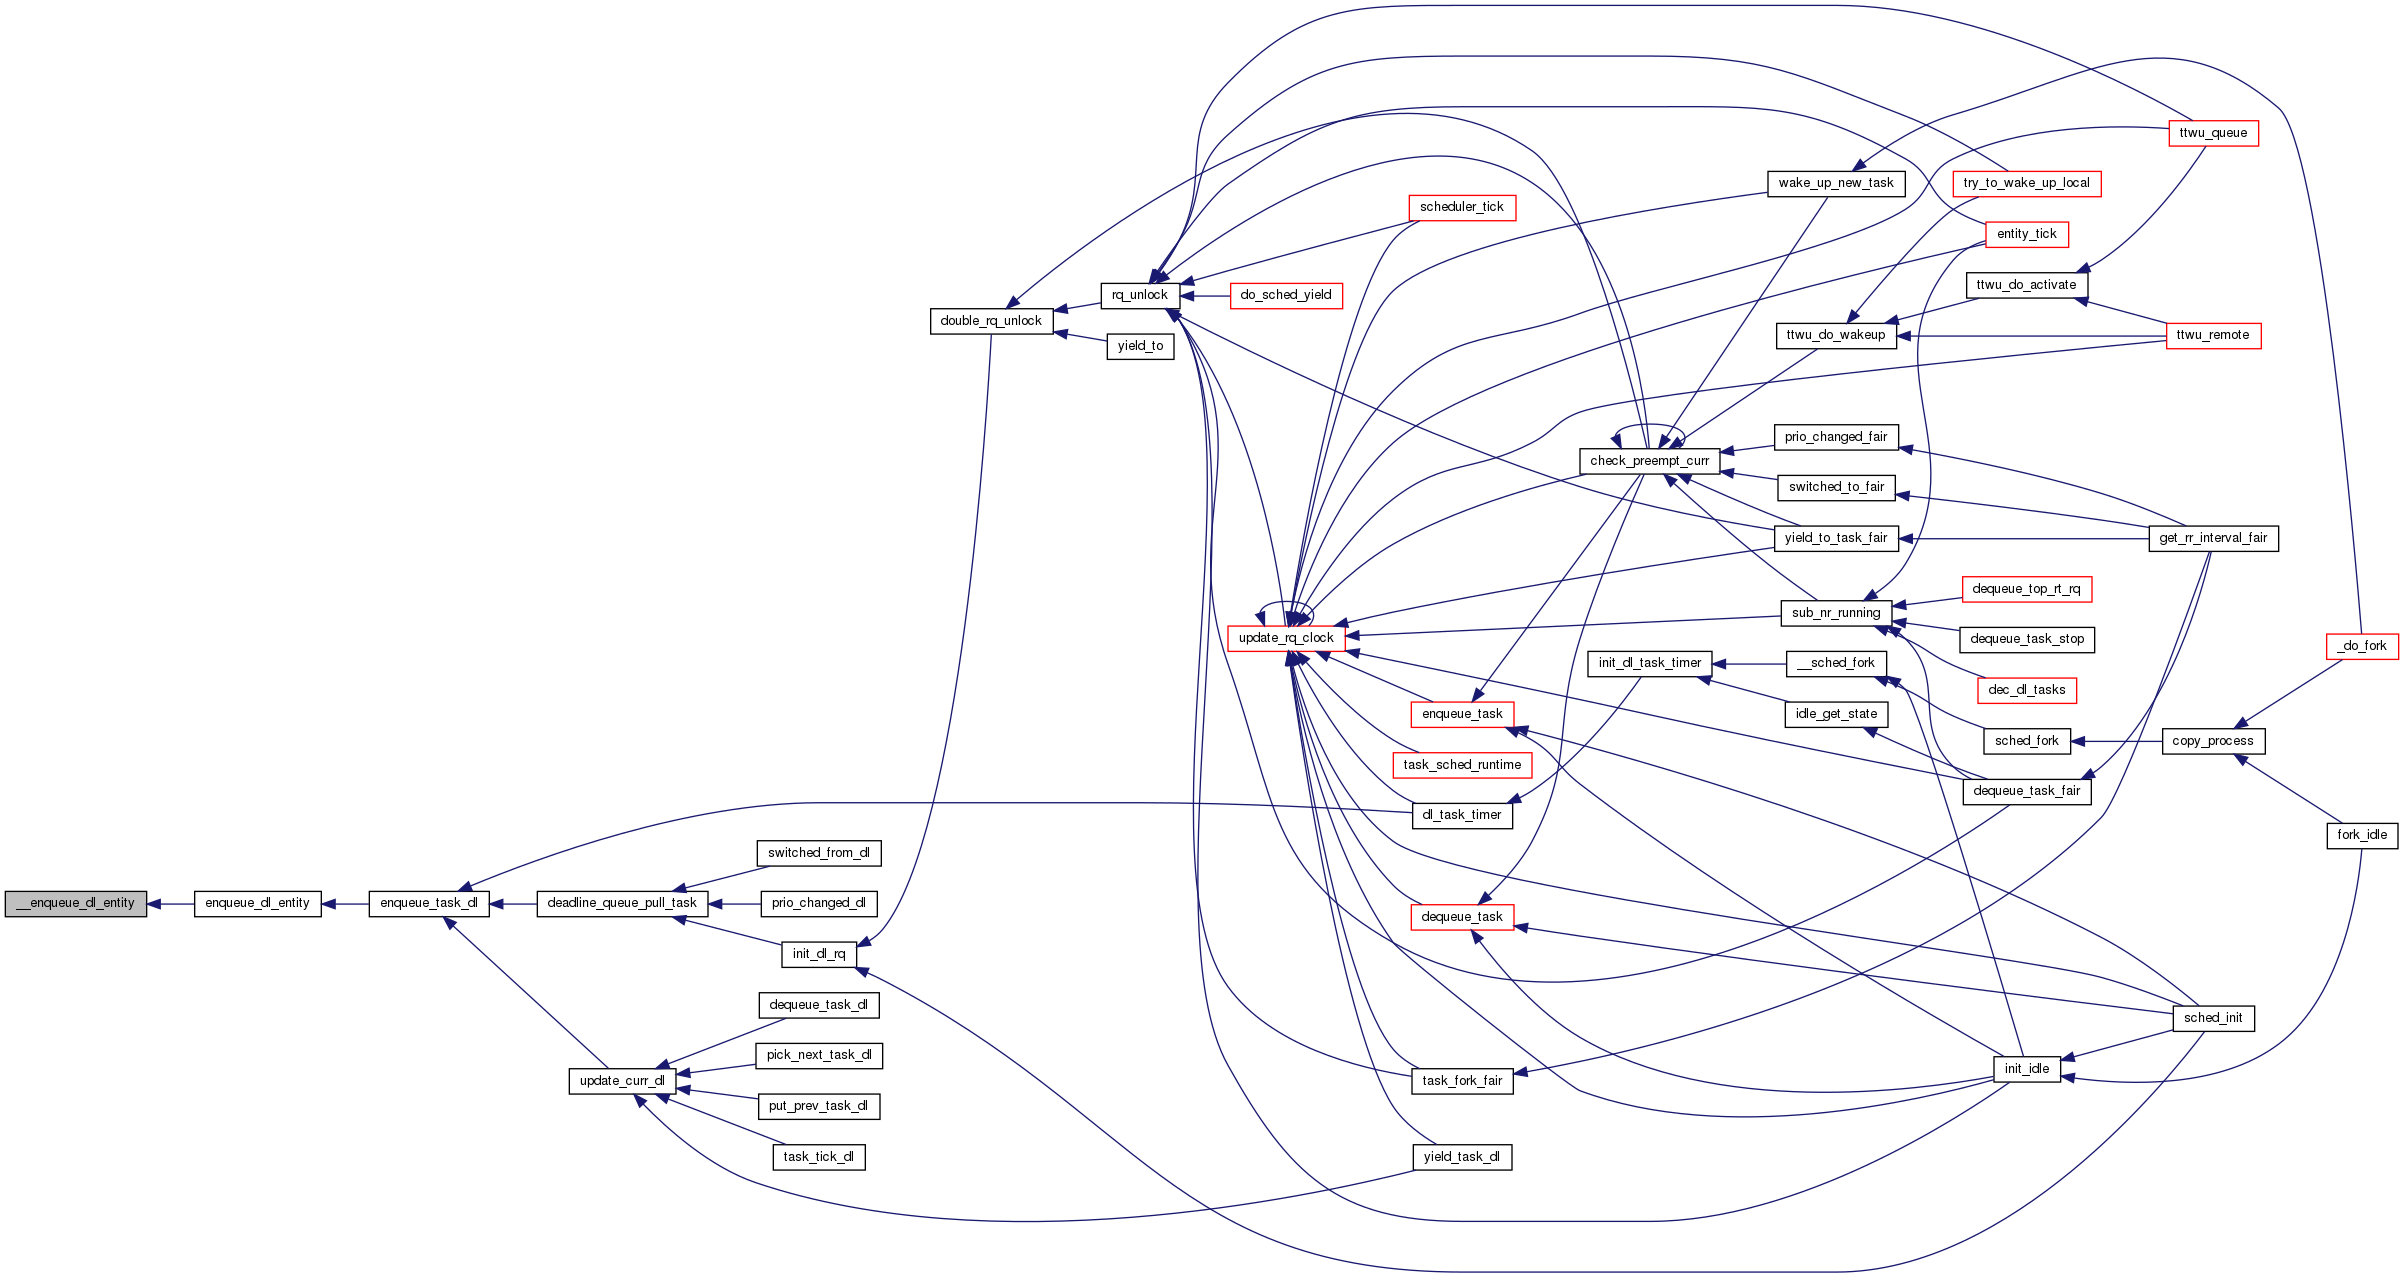 __enqueue_dl_entity
enqueue_dl_entity
enqueue_task_dl
deadline_queue_pull_task
switched_from_dl
prio_changed_dl
init_dl_rq
update_curr_dl
dequeue_task_dl
pick_next_task_dl
put_prev_task_dl
task_tick_dl
double_rq_unlock
rq_unlock
yield_to
scheduler_tick
do_sched_yield
update_rq_clock
enqueue_task
task_sched_runtime
dl_task_timer
dequeue_task
task_fork_fair
yield_task_dl
check_preempt_curr
init_dl_task_timer
wake_up_new_task
ttwu_do_wakeup
prio_changed_fair
switched_to_fair
yield_to_task_fair
sub_nr_running
__sched_fork
idle_get_state
try_to_wake_up_local
entity_tick
ttwu_do_activate
dequeue_top_rt_rq
dequeue_task_stop
dec_dl_tasks
sched_fork
dequeue_task_fair
init_idle
ttwu_queue
ttwu_remote
get_rr_interval_fair
copy_process
sched_init
_do_fork
fork_idle